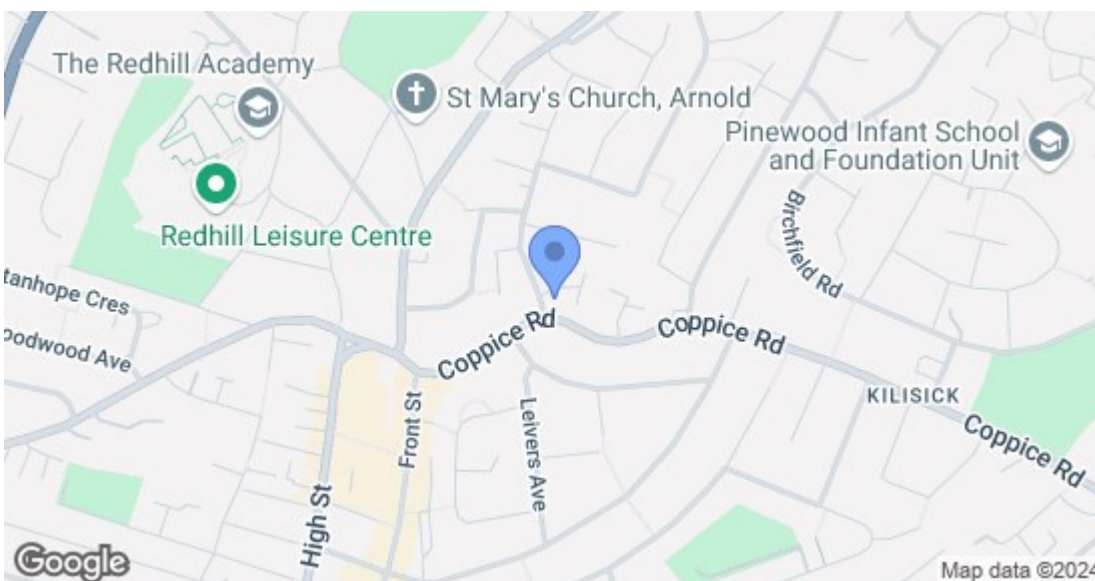 The Redhill Academy
St Mary's Church, Arnold
Pinewood Infant School
and Foundation Unit
Birchfield Rd
Redhill Leisure Centre
tanhope Cres
oodwood Ave
Coppice Rd
Coppice Rd
KILISICK
Coppice Rd
Leivers Ave
Front St
High St
Google
Map data ©2024